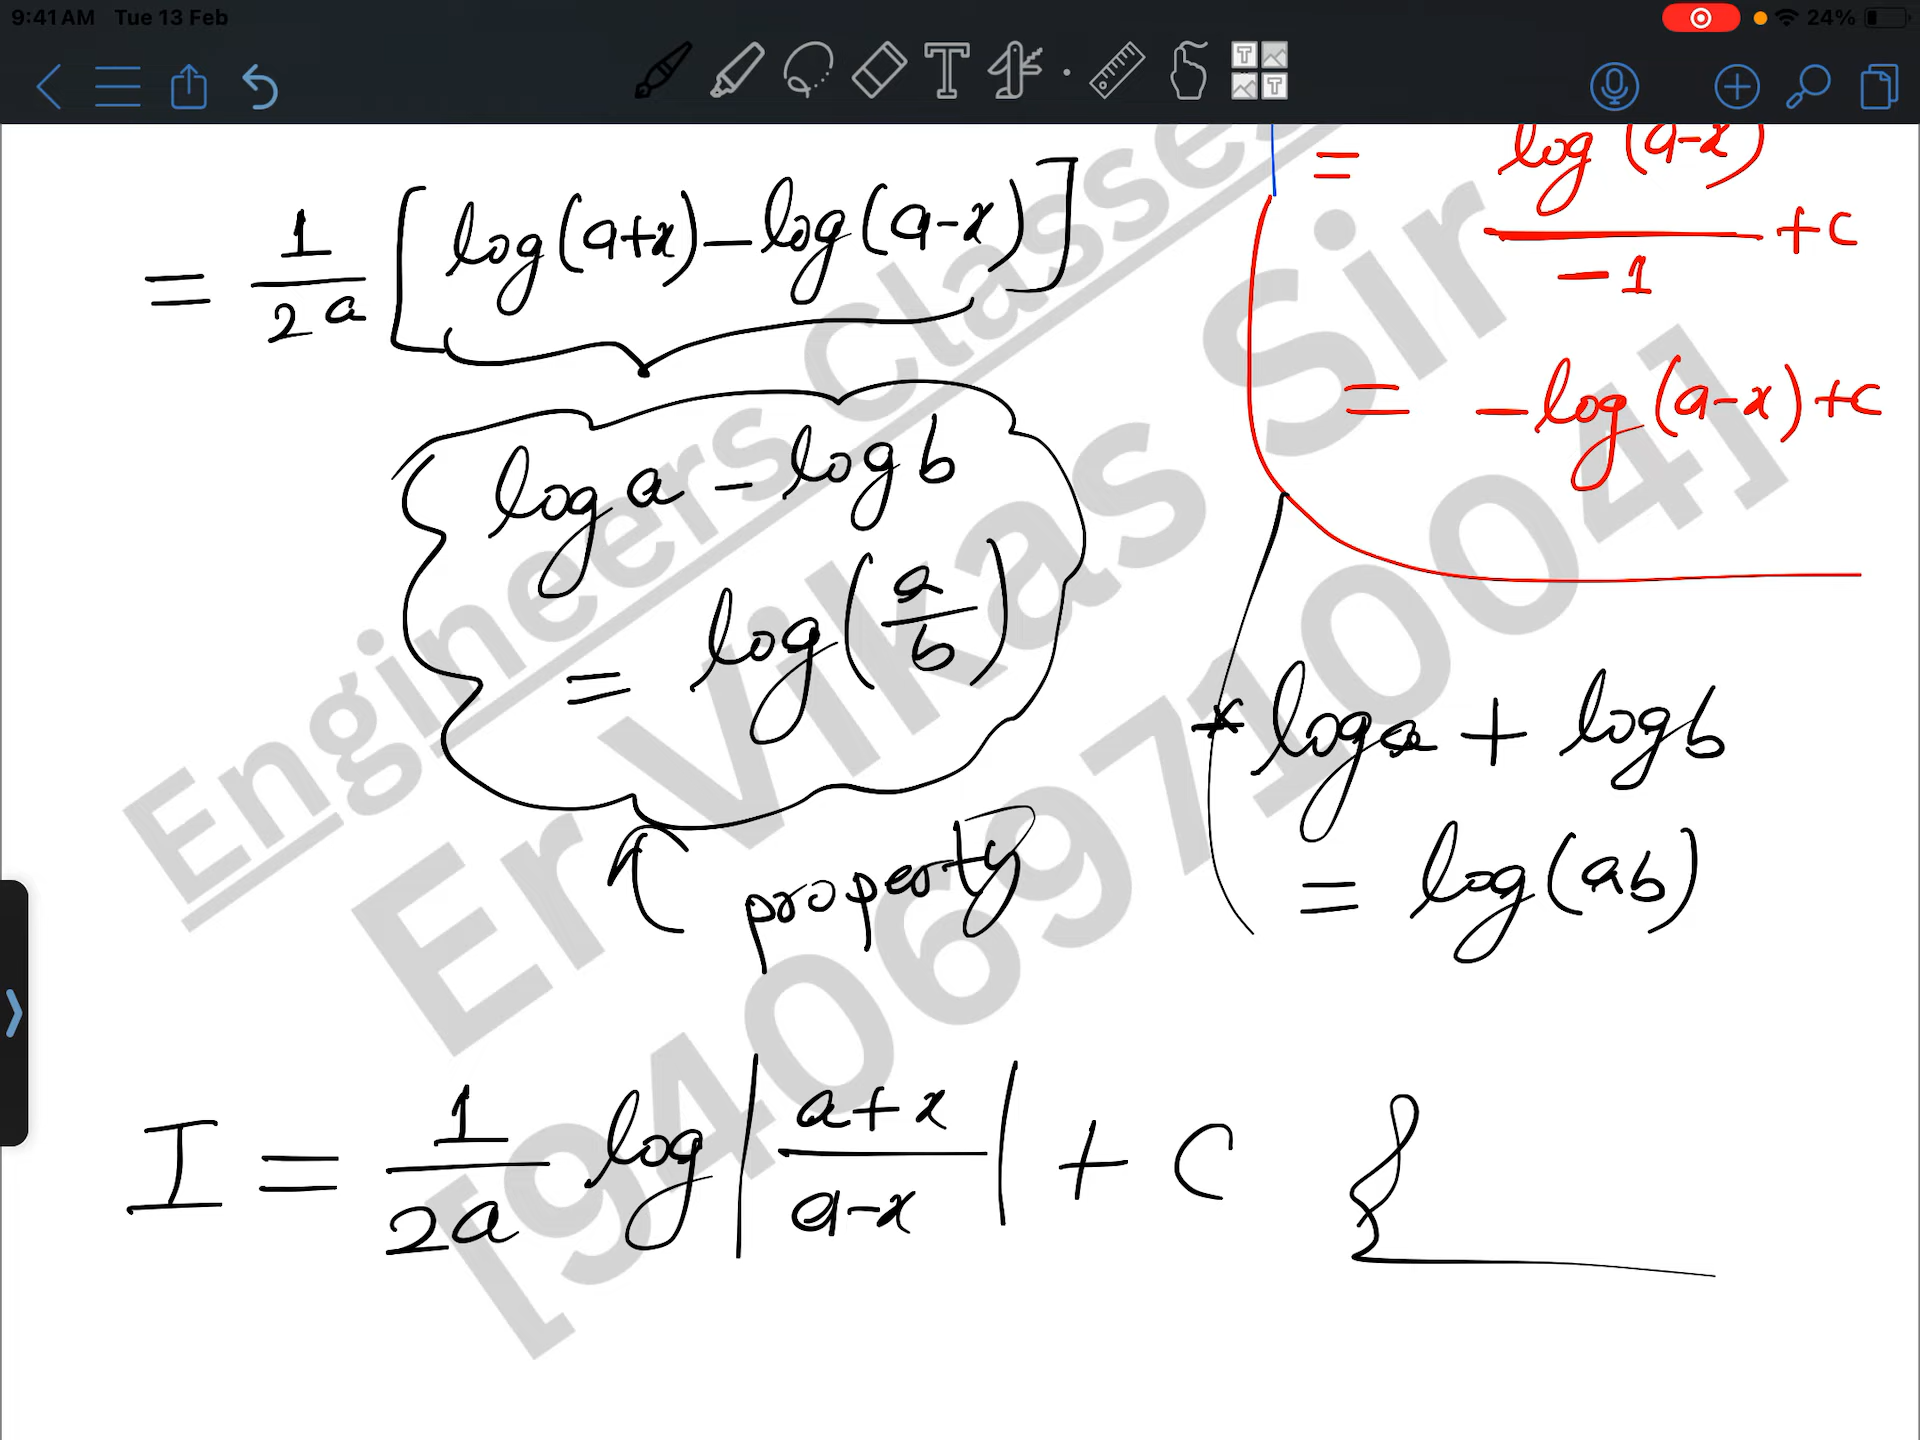 9:41 AM Tue 13 Feb
24%
= 1/2a [log(a+x) - log(a-x)]
log a - log b
= log(a/b)
property
= log(a-x)/-1 + c
= -log(a-x) + c
* log a + log b
= log(ab)
I = 1/2a log |a+x/a-x| + c
Engineers Classes
Er Vikas Sir
[9406971004]